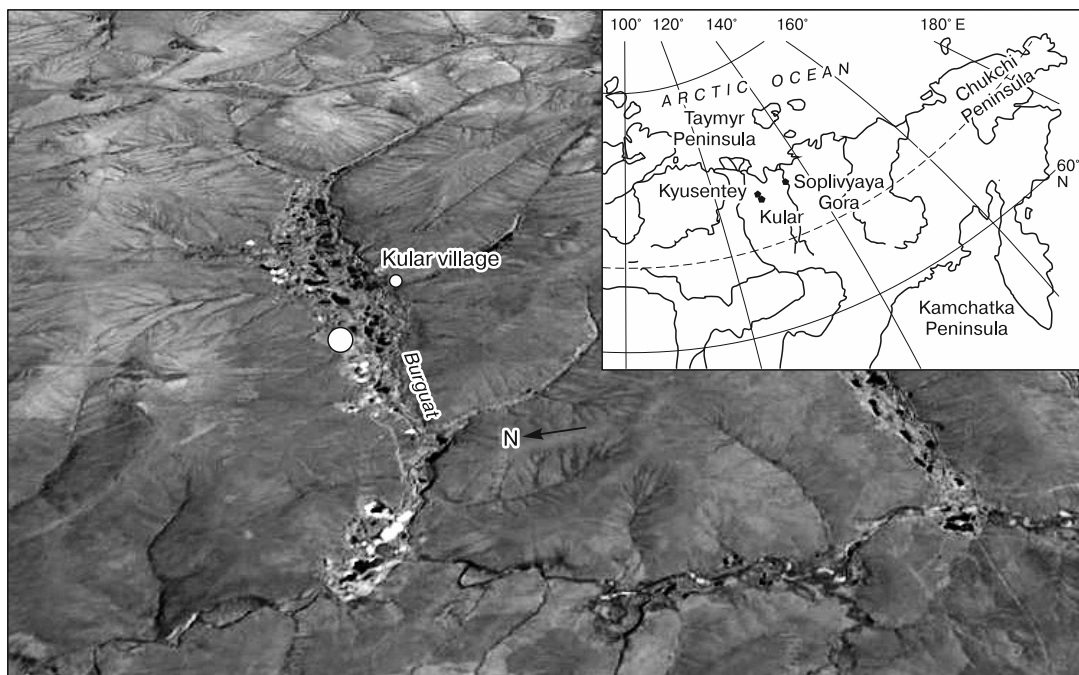 Kular village
Burguat
N
100°
120°
140°
160°
180° E
ARCTIC OCEAN
Chukchi
Peninsula
Taymyr
Peninsula
60°
N
Kyusentey
Soplivyaya
Gora
Kular
Kamchatka
Peninsula